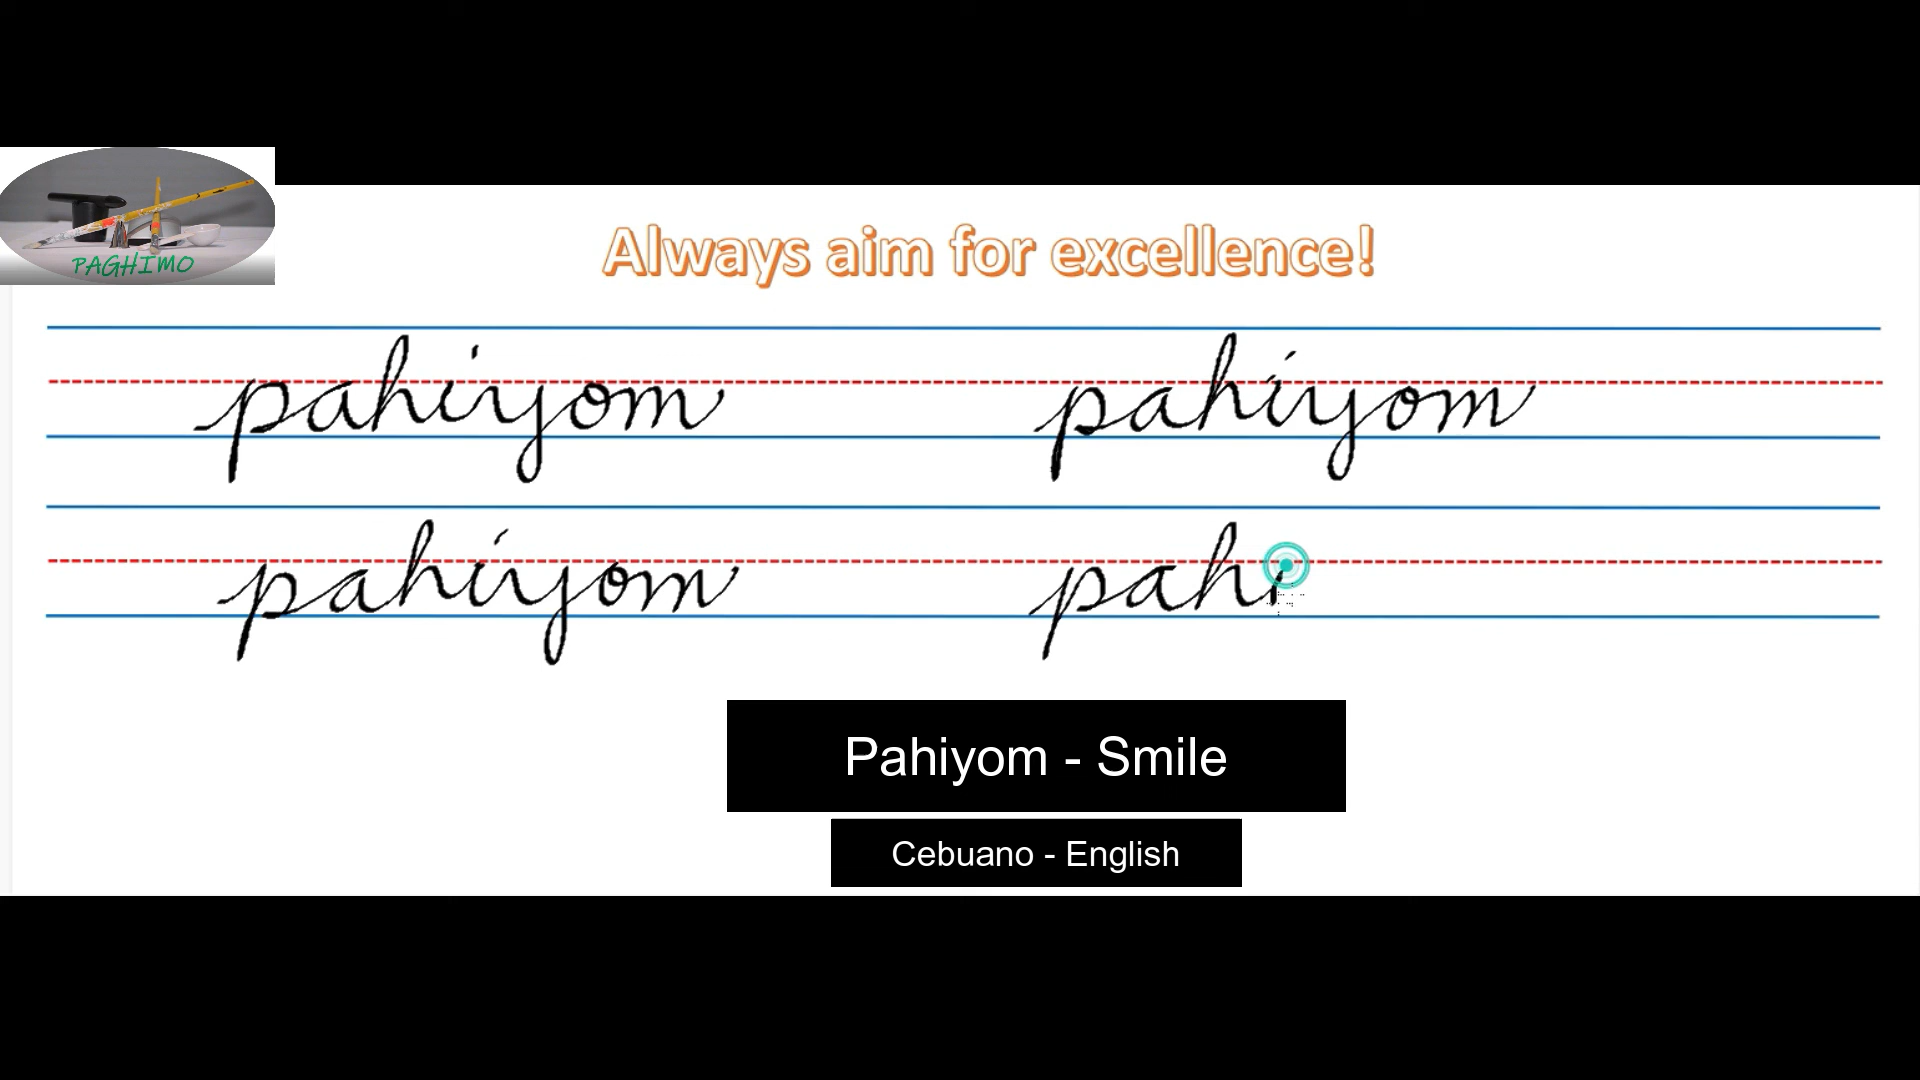 PAGHIMO
Always aim for excellence!
pahiyom pahiyom
pahiyom pahi
Pahiyom - Smile
Cebuano - English